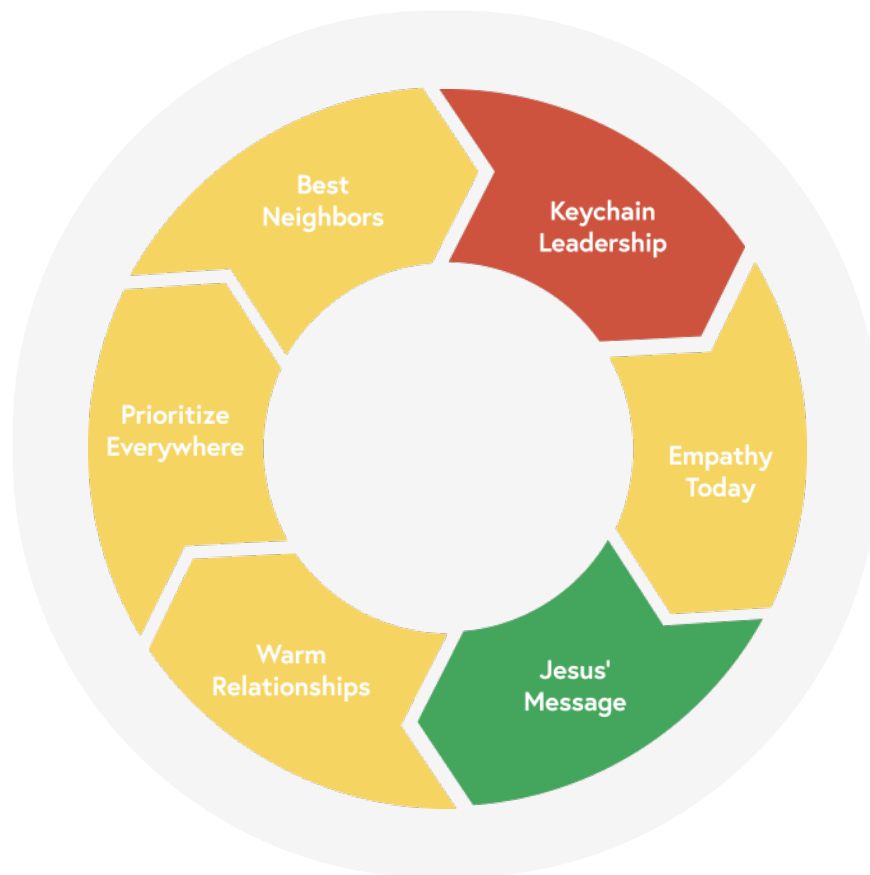 Best
Neighbors
Keychain
Leadership
Prioritize
Everywhere
Empathy
Today
Warm
Relationships
Jesus'
Message